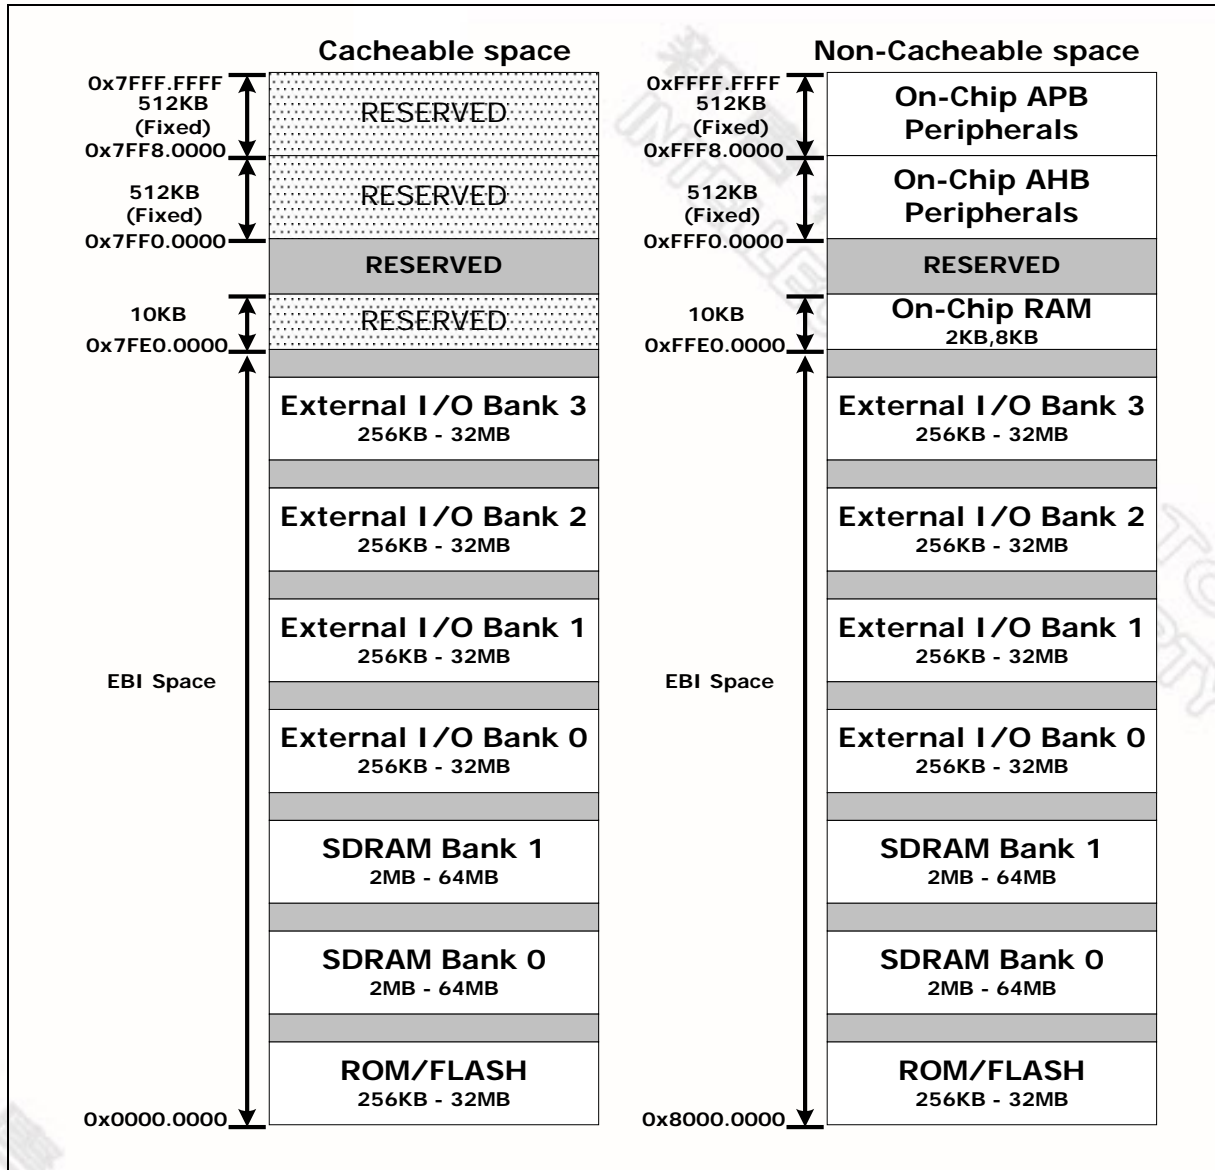 Cacheable space
0x7FFF.FFFF
512KB
(Fixed)
0x7FF8.0000
512KB
(Fixed)
0x7FF0.0000
10KB
0x7FE0.0000
EBI Space
0x0000.0000
RESERVED
RESERVED
RESERVED
RESERVED
External I/O Bank 3
256KB - 32MB
External I/O Bank 2
256KB - 32MB
External I/O Bank 1
256KB - 32MB
External I/O Bank 0
256KB - 32MB
SDRAM Bank 1
2MB - 64MB
SDRAM Bank 0
2MB - 64MB
ROM/FLASH
256KB - 32MB
Non-Cacheable space
0xFFFF.FFFF
512KB
(Fixed)
0xFFF8.0000
512KB
(Fixed)
0xFFF0.0000
10KB
0xFFE0.0000
EBI Space
0x8000.0000
On-Chip APB
Peripherals
On-Chip AHB
Peripherals
RESERVED
On-Chip RAM
2KB,8KB
External I/O Bank 3
256KB - 32MB
External I/O Bank 2
256KB - 32MB
External I/O Bank 1
256KB - 32MB
External I/O Bank 0
256KB - 32MB
SDRAM Bank 1
2MB - 64MB
SDRAM Bank 0
2MB - 64MB
ROM/FLASH
256KB - 32MB